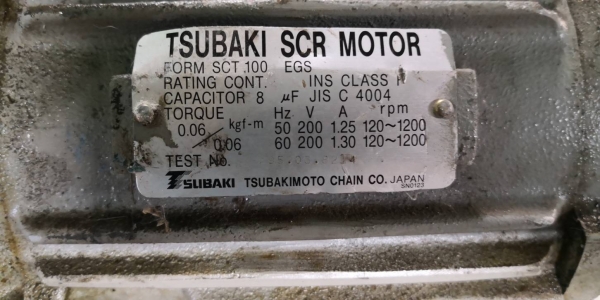 TSUBAKI SCR MOTOR
FORM SCT.100 EGS
RATING CONT. INS CLASS
CAPACITOR 8 μF JIS C 4004
TORQUE Hz V A rpm
0.06 kgf-m 50 200 1.25 120~1200
0.06 60 200 1.30 120~1200
TEST No.
TSUBAKI TSUBAKIMOTO CHAIN CO. JAPAN
SN0123